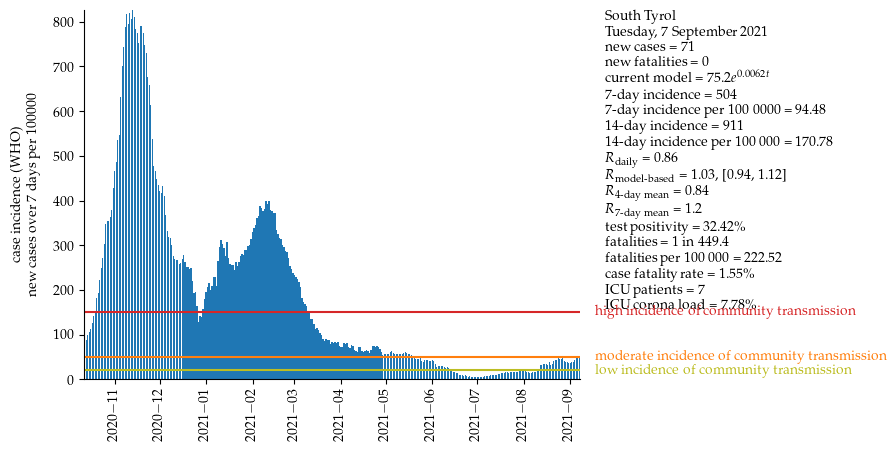 South Tyrol
Tuesday, 7 September 2021
new cases = 71
new fatalities = 0
current model = 75.2e^0.0062t
7-day incidence = 504
7-day incidence per 100 0000 = 94.48
14-day incidence = 911
14-day incidence per 100 000 = 170.78
R_daily = 0.86
R_model-based = 1.03, [0.94, 1.12]
R_4-day mean = 0.84
R_7-day mean = 1.2
test positivity = 32.42%
fatalities = 1 in 449.4
fatalities per 100 000 = 222.52
case fatality rate = 1.55%
ICU patients = 7
ICU corona load = 7.78%
high incidence of community transmission
moderate incidence of community transmission
low incidence of community transmission
case incidence (WHO)
new cases over 7 days per 100000
800
700
600
500
400
300
200
100
0
2020−11
2020−12
2021−01
2021−02
2021−03
2021−04
2021−05
2021−06
2021−07
2021−08
2021−09